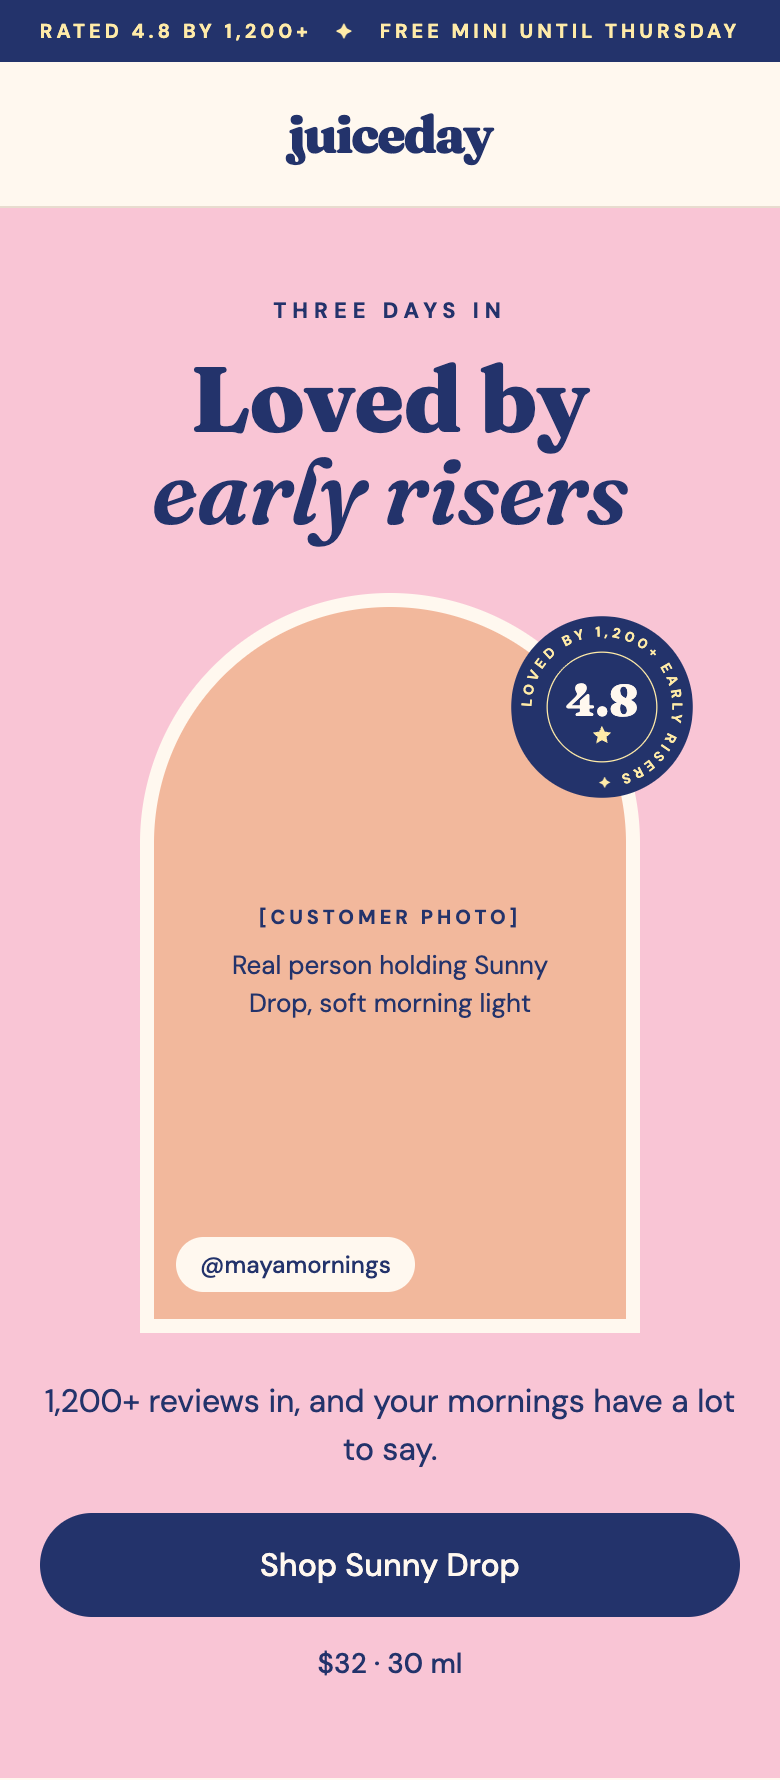 RATED 4.8 BY 1,200+ ✦ FREE MINI UNTIL THURSDAY
juiceday
THREE DAYS IN
Loved by
early risers
LOVED BY 1,200+ EARLY RISERS ✦
4.8
★
[CUSTOMER PHOTO]
Real person holding Sunny
Drop, soft morning light
@mayamornings
1,200+ reviews in, and your mornings have a lot
to say.
Shop Sunny Drop
$32 · 30 ml